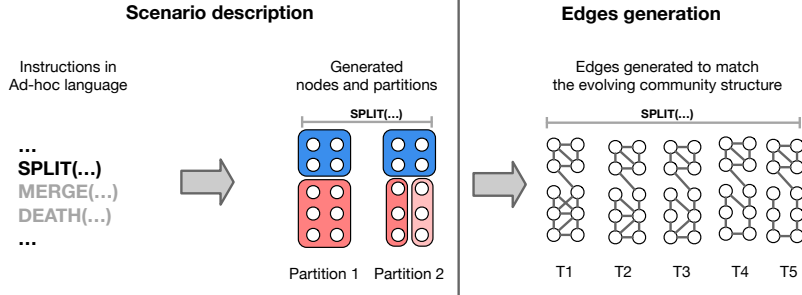 Scenario description
Edges generation
Instructions in
Ad-hoc language
Generated
nodes and partitions
Edges generated to match
the evolving community structure
SPLIT(...)
SPLIT(...)
...
SPLIT(...)
MERGE(...)
DEATH(...)
...
Partition 1
Partition 2
T1
T2
T3
T4
T5